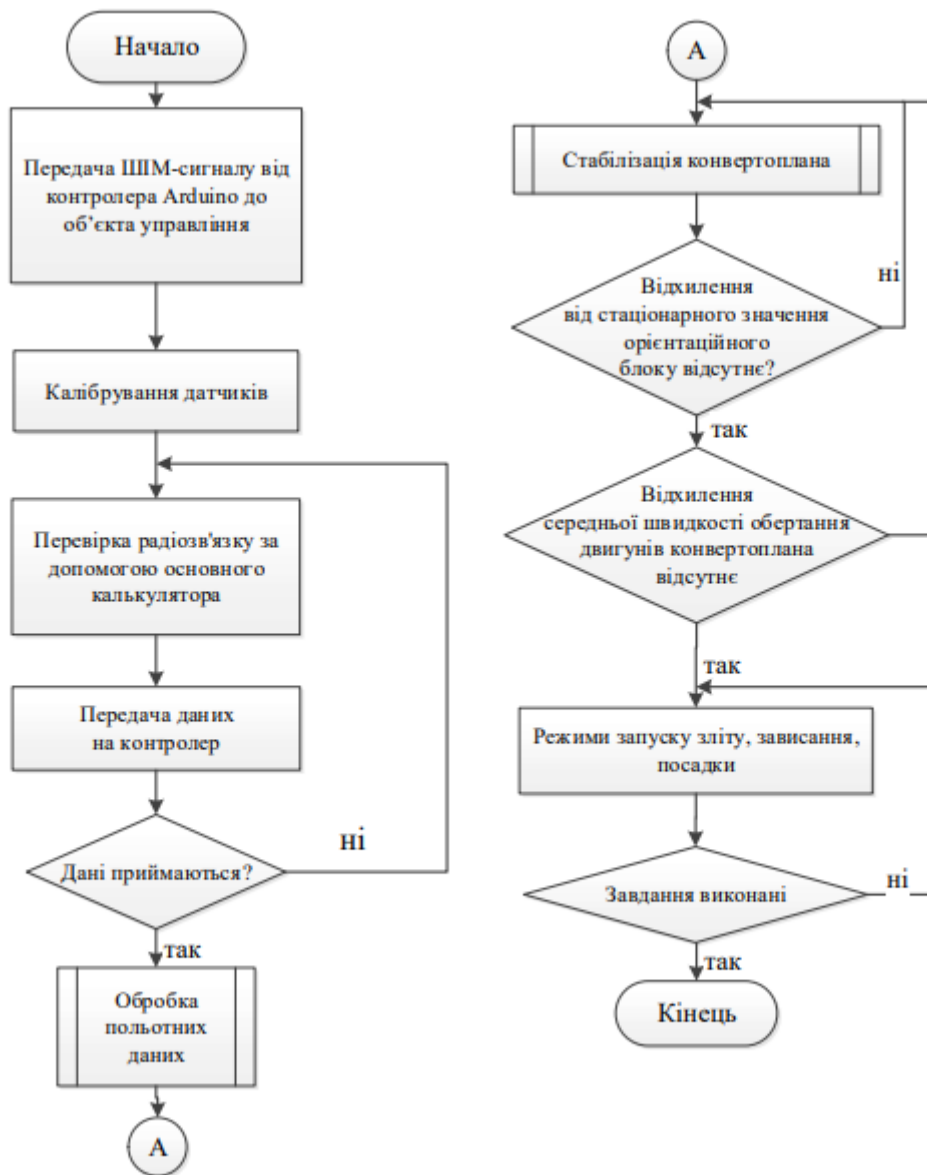 Начало
Передача ШІМ-сигналу від
контролера Arduino до
об’єкта управління
Калібрування датчиків
Перевірка радіозв'язку за
допомогою основного
калькулятора
Передача даних
на контролер
Дані приймаються?
ні
так
Обробка
польотних
даних
А
А
Стабілізація конвертоплана
Відхилення
від стаціонарного значення
орієнтаційного
блоку відсутнє?
ні
так
Відхилення
середньої швидкості обертання
двигунів конвертоплана
відсутнє
так
Режими запуску зліту, зависання,
посадки
Завдання виконані
ні
так
Кінець